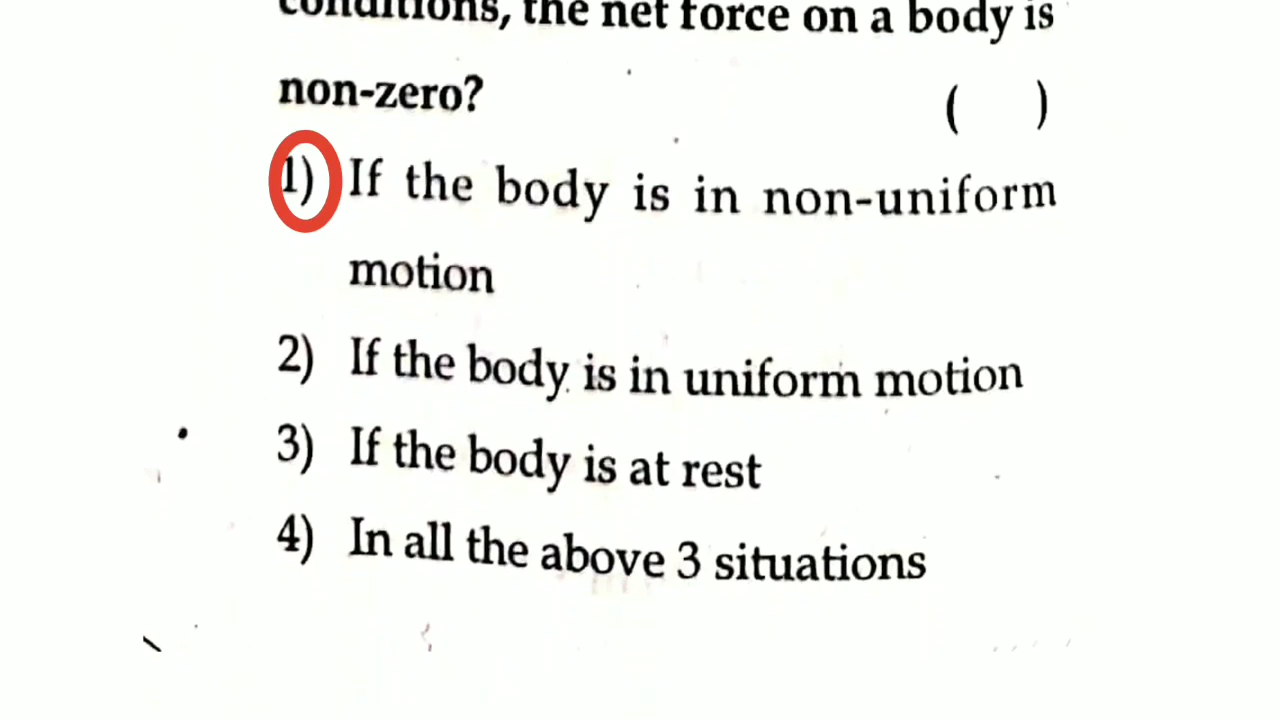 conditions, the net force on a body is
non-zero? ( )
1) If the body is in non-uniform
motion
2) If the body is in uniform motion
3) If the body is at rest
4) In all the above 3 situations